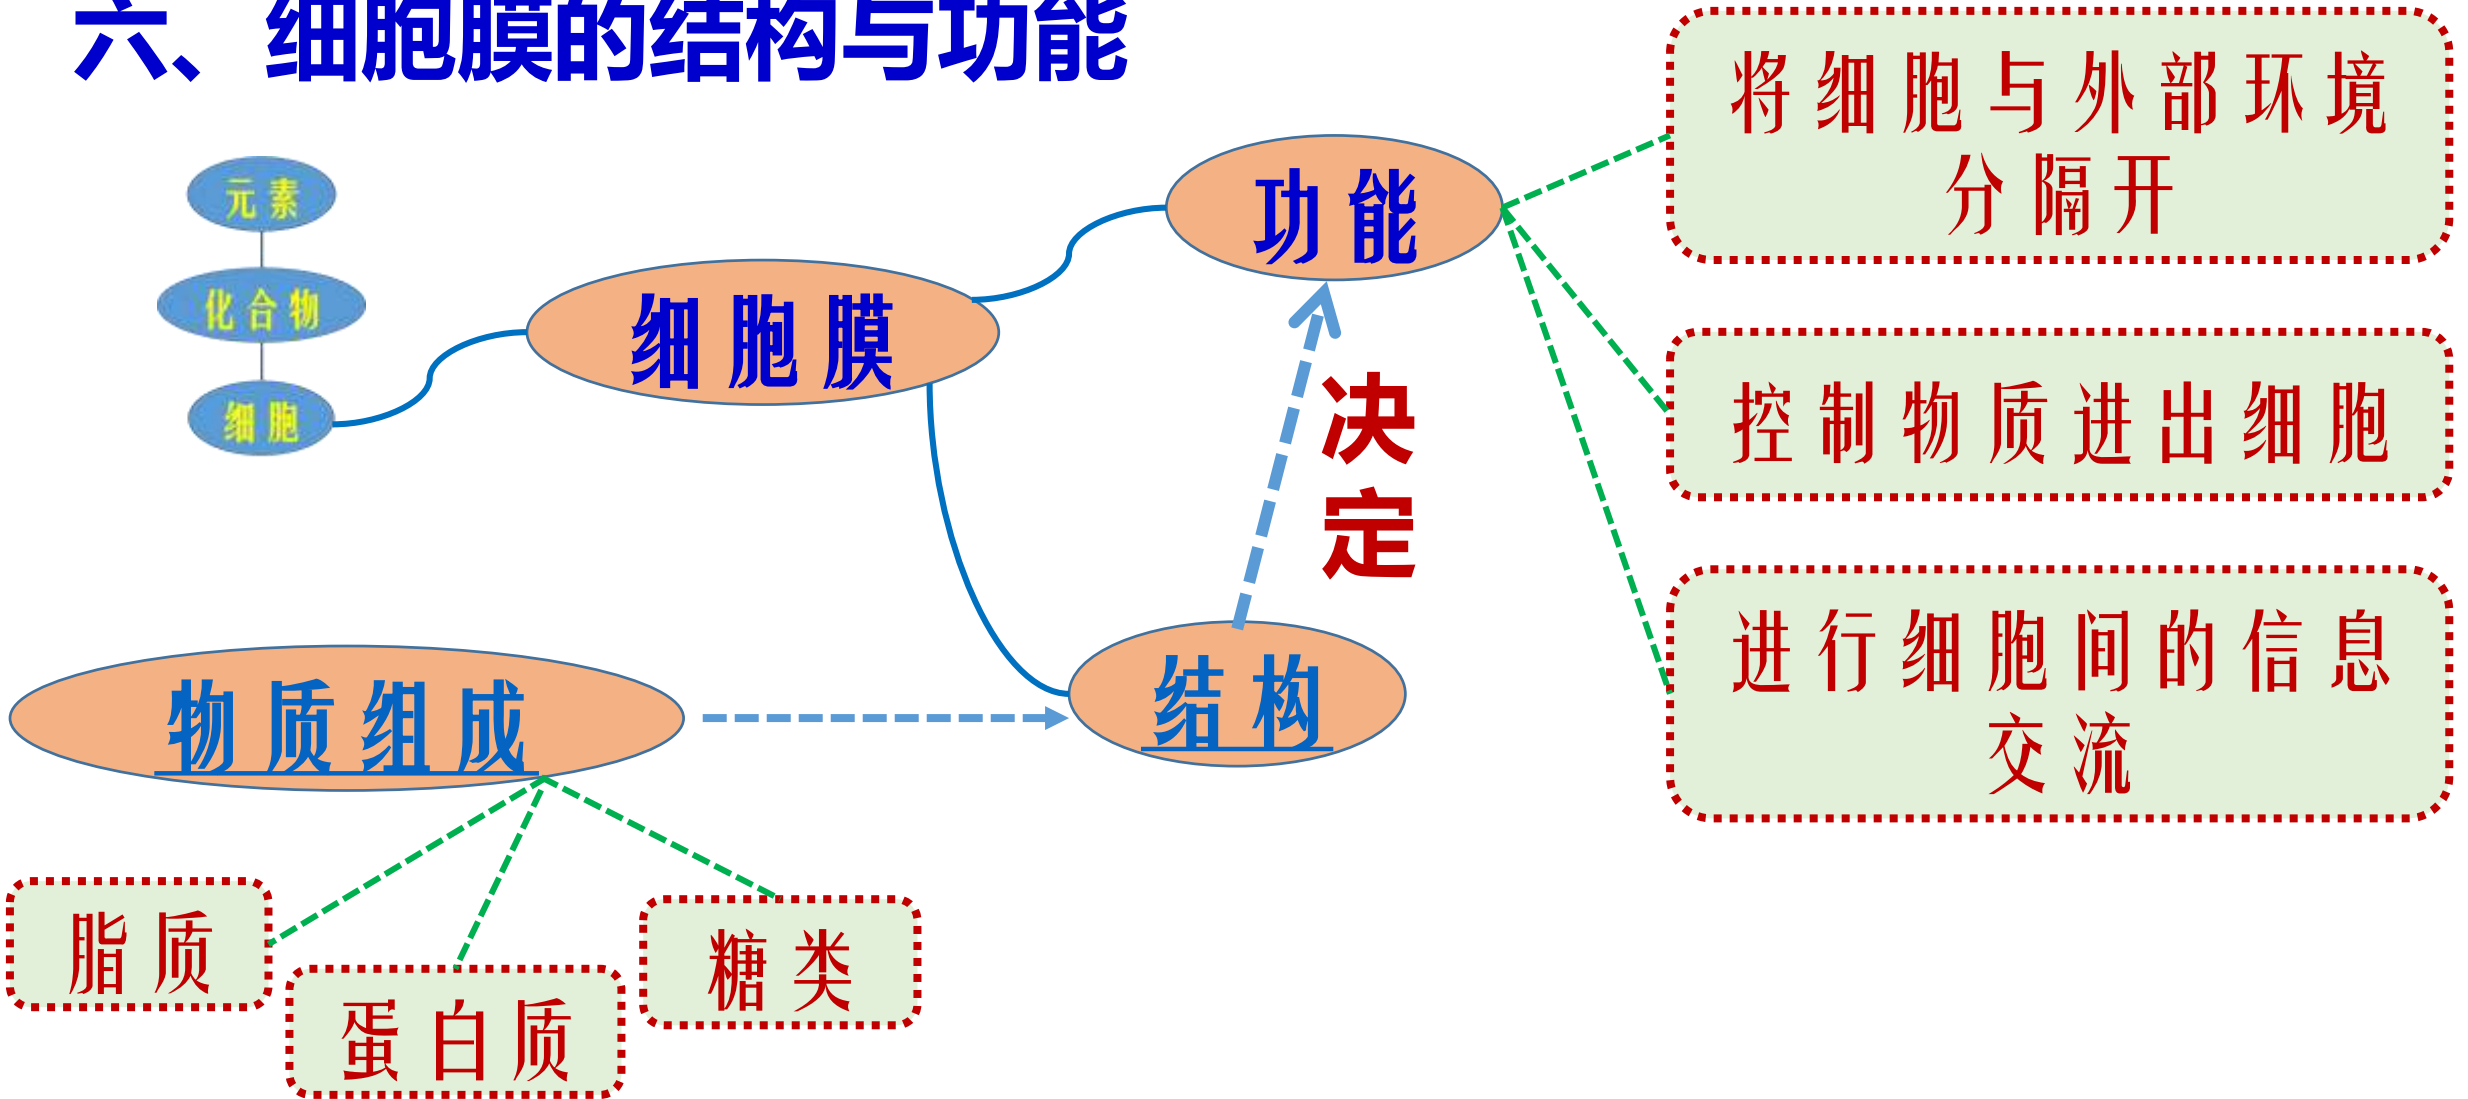 六、细胞膜的结构与功能
元素
化合物
细胞
细胞膜
功能
决
定
结构
物质组成
脂质
蛋白质
糖类
将细胞与外部环境
分隔开
控制物质进出细胞
进行细胞间的信息
交流